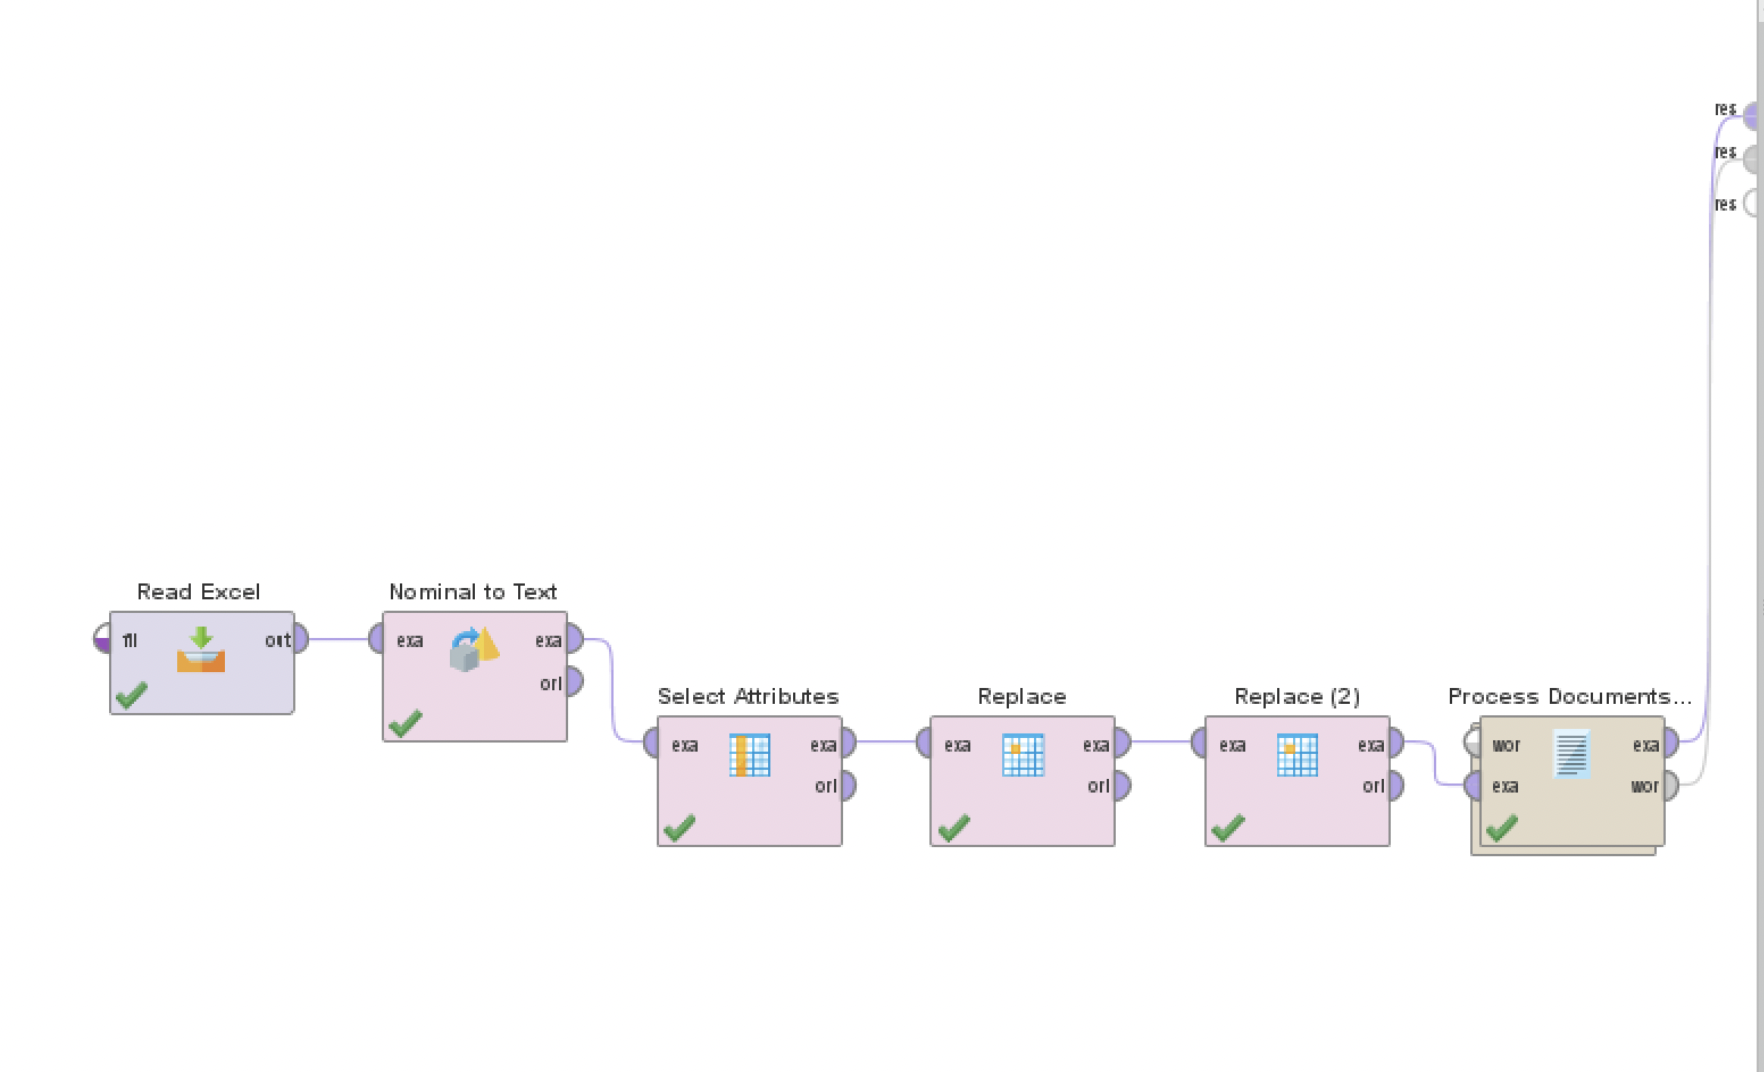 res
res
res
Read Excel
Nominal to Text
fil
out
exa
exa
ori
Select Attributes
Replace
Replace (2)
Process Documents...
exa
exa
exa
exa
exa
exa
wor
exa
ori
ori
ori
exa
wor